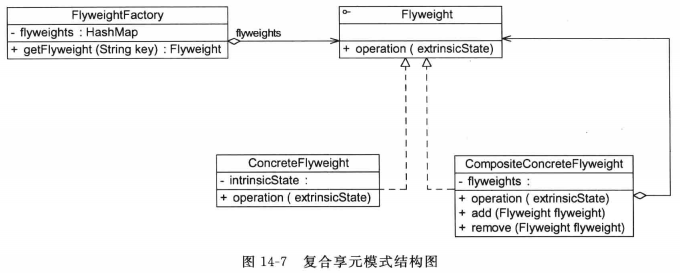 FlyweightFactory
- flyweights : HashMap
+ getFlyweight (String key) : Flyweight
flyweights
Flyweight
+ operation ( extrinsicState)
ConcreteFlyweight
- intrinsicState :
+ operation ( extrinsicState)
CompositeConcreteFlyweight
- flyweights :
+ operation ( extrinsicState)
+ add (Flyweight flyweight)
+ remove (Flyweight flyweight)
图 14-7 复合享元模式结构图